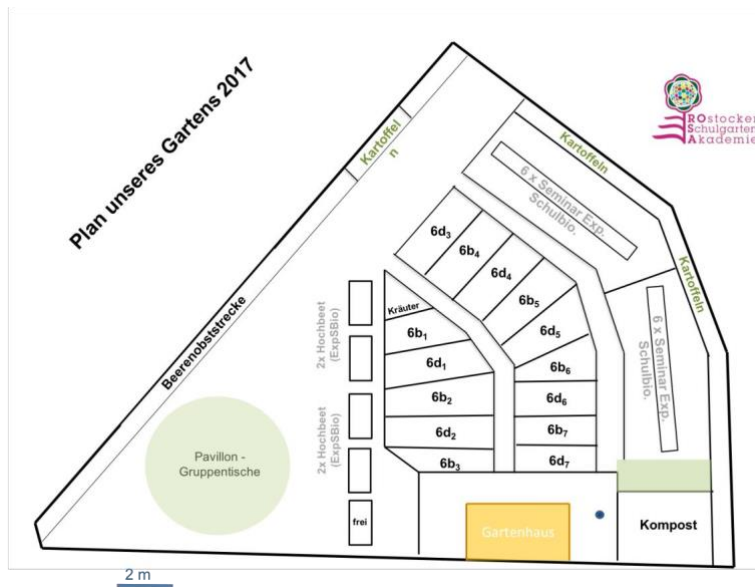 Plan unseres Gartens 2017
ROstocker
Schulgarten
Akademie
Kartoffel
n
Kartoffeln
6 x Seminar Exp.
Schulbio.
Kartoffeln
6d3
6b4
6d4
6b5
6d5
Kräuter
6b1
6d1
6b2
6d2
6b3
6b6
6d6
6b7
6d7
6 x Seminar Exp.
Schulbio.
Beerenobststrecke
2x Hochbeet
(ExpSBio)
2x Hochbeet
(ExpSBio)
Pavillon -
Gruppentische
frei
Gartenhaus
Kompost
2 m